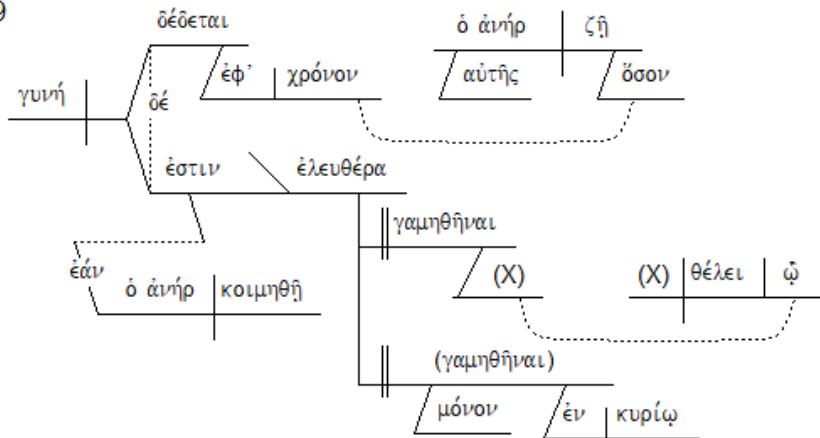 9
δέδεται
ὁ ἀνήρ ζῇ
ἐφ’ χρόνον
αὐτῆς ὅσον
γυνή
δέ
ἐστιν ἐλευθέρα
γαμηθῆναι
ἐάν
ὁ ἀνήρ κοιμηθῇ
(X)
(X) θέλει ᾧ
(γαμηθῆναι)
μόνον
ἐν κυρίῳ